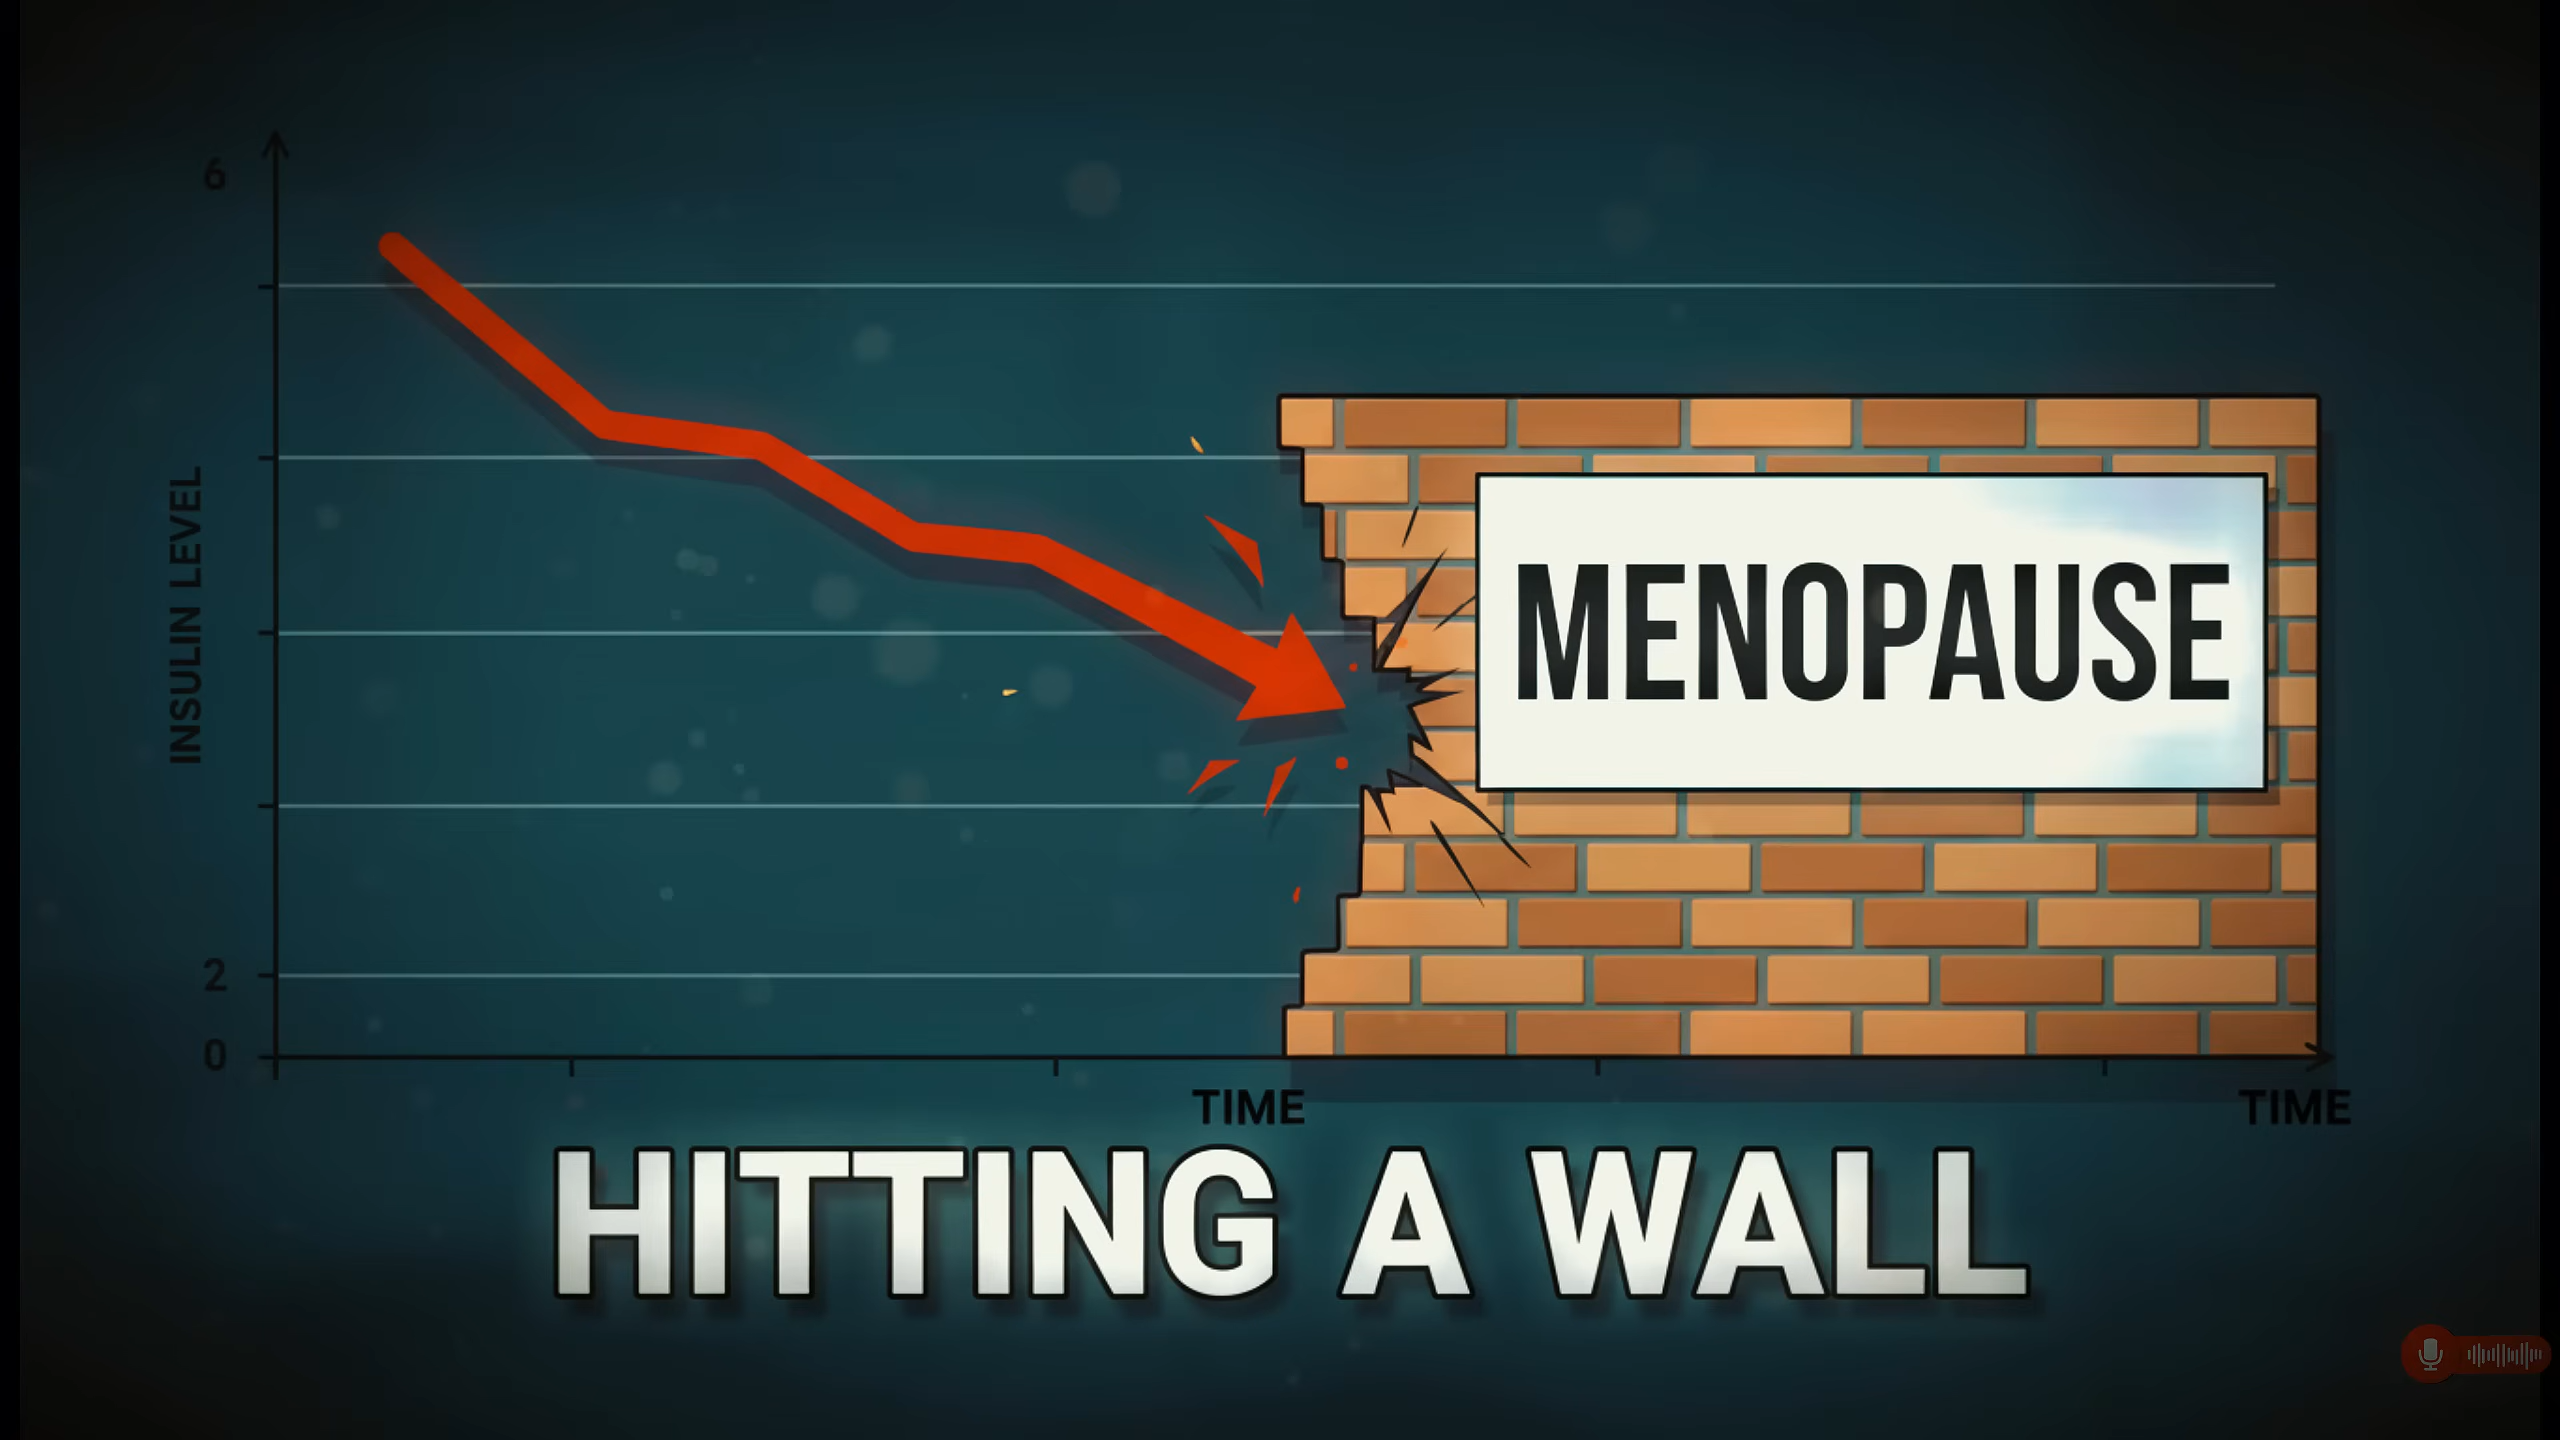 6
INSULIN LEVEL
MENOPAUSE
2
0
TIME
TIME
HITTING A WALL